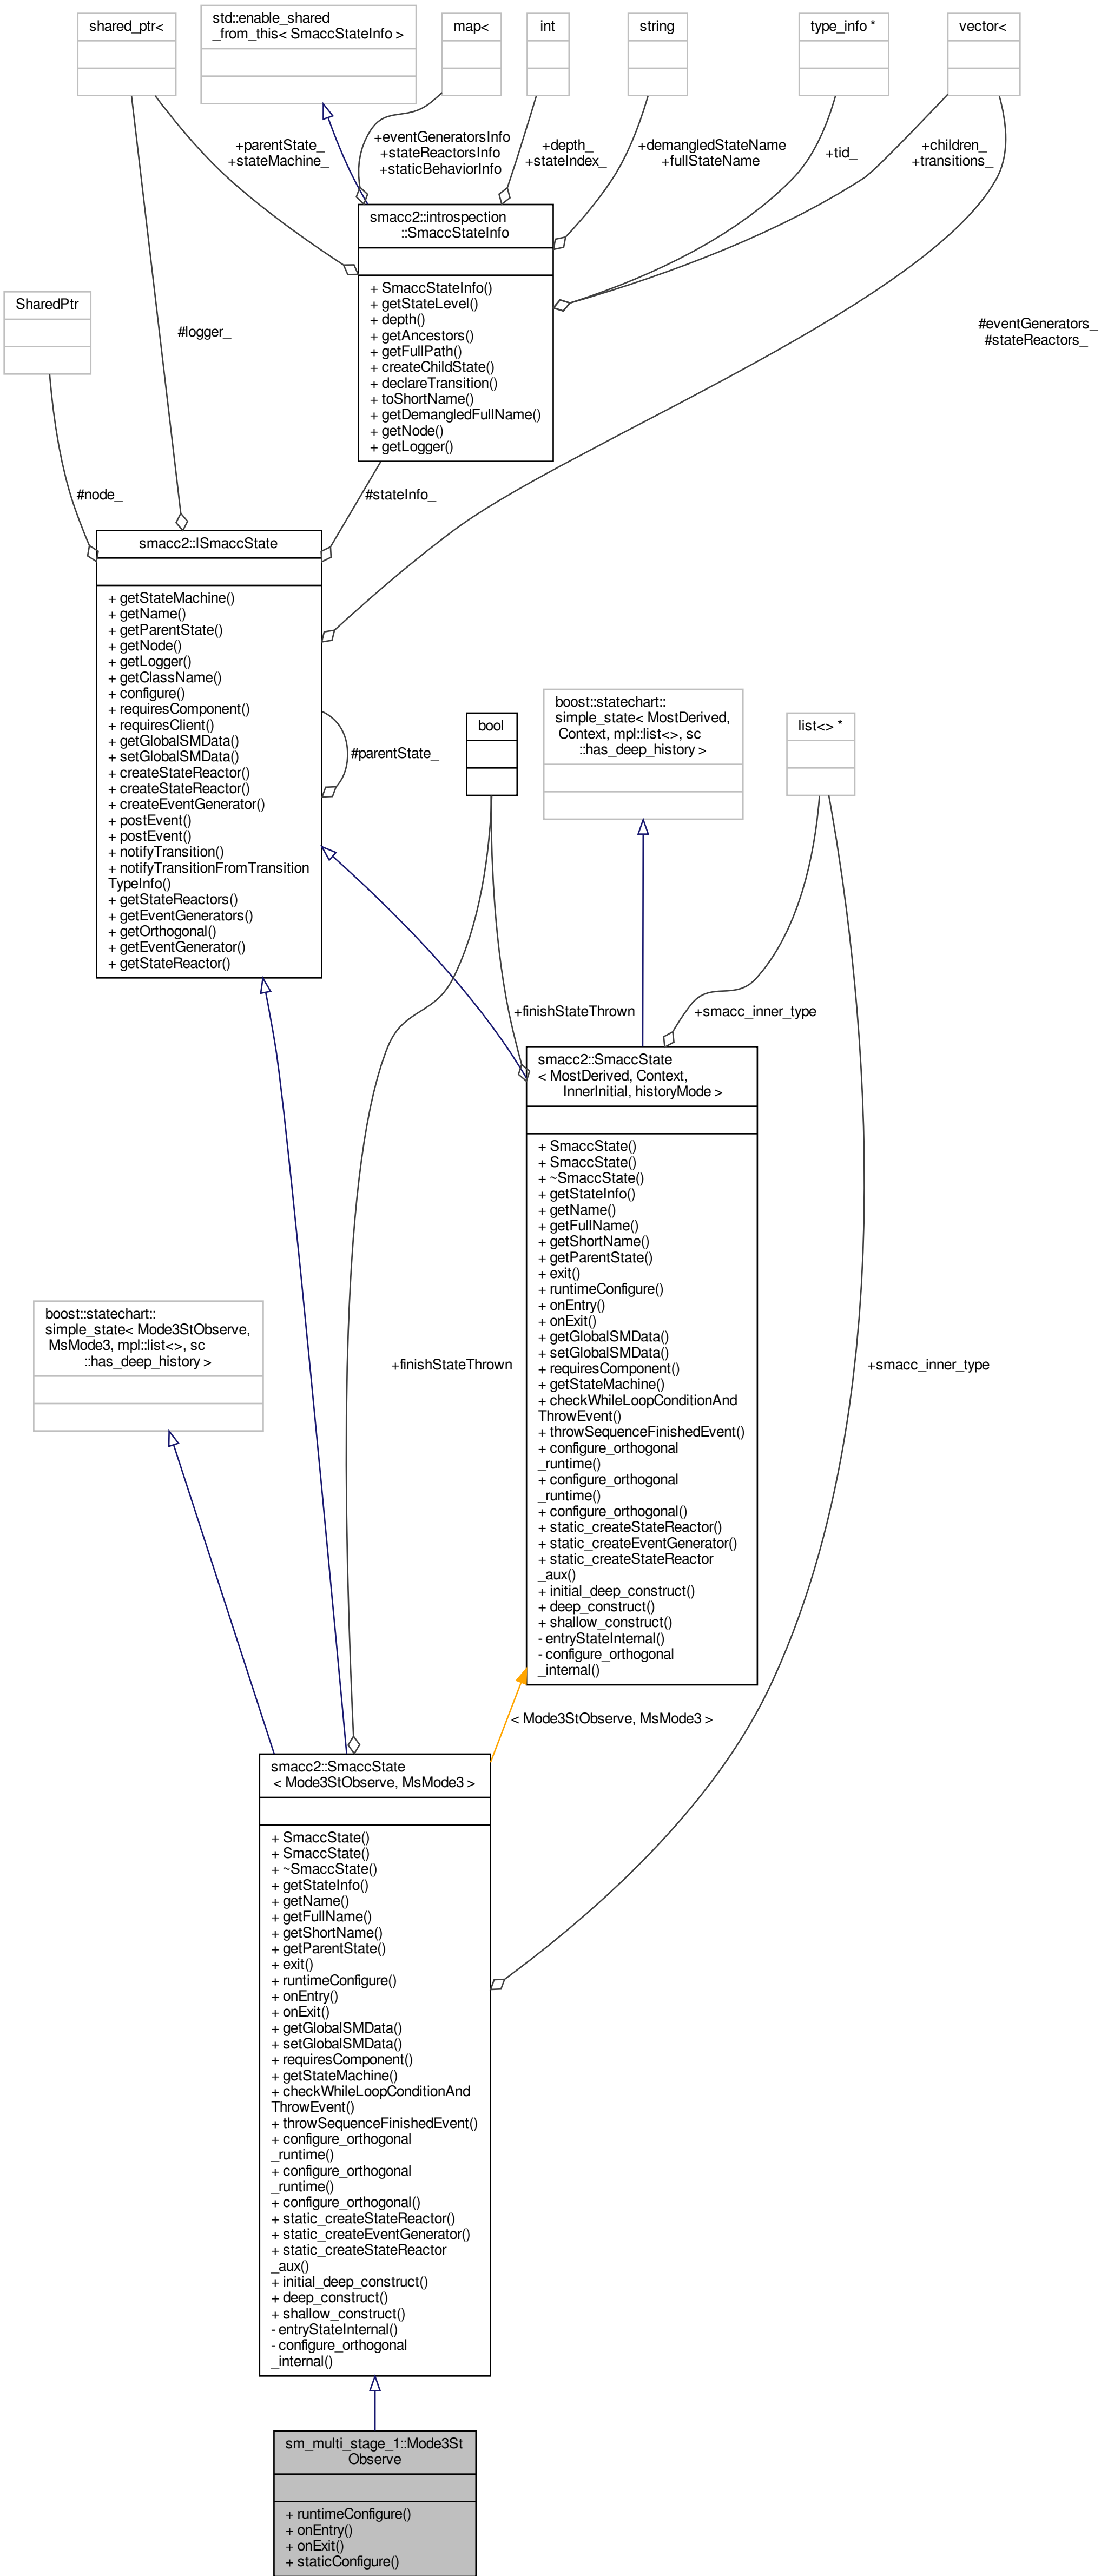 shared_ptr<
std::enable_shared
_from_this< SmaccStateInfo >
map<
int
string
type_info *
vector<
+parentState_
+stateMachine_
+eventGeneratorsInfo
+stateReactorsInfo
+staticBehaviorInfo
+depth_
+stateIndex_
+demangledStateName
+fullStateName
+tid_
+children_
+transitions_
smacc2::introspection
::SmaccStateInfo
+ SmaccStateInfo()
+ getStateLevel()
+ depth()
+ getAncestors()
+ getFullPath()
+ createChildState()
+ declareTransition()
+ toShortName()
+ getDemangledFullName()
+ getNode()
+ getLogger()
SharedPtr
#logger_
#eventGenerators_
#stateReactors_
#node_
#stateInfo_
smacc2::ISmaccState
+ getStateMachine()
+ getName()
+ getParentState()
+ getNode()
+ getLogger()
+ getClassName()
+ configure()
+ requiresComponent()
+ requiresClient()
+ getGlobalSMData()
+ setGlobalSMData()
+ createStateReactor()
+ createStateReactor()
+ createEventGenerator()
+ postEvent()
+ postEvent()
+ notifyTransition()
+ notifyTransitionFromTransition
TypeInfo()
+ getStateReactors()
+ getEventGenerators()
+ getOrthogonal()
+ getEventGenerator()
+ getStateReactor()
#parentState_
bool
boost::statechart::
simple_state< MostDerived,
Context, mpl::list<>, sc
::has_deep_history >
list<> *
+finishStateThrown
+smacc_inner_type
smacc2::SmaccState
< MostDerived, Context,
InnerInitial, historyMode >
+ SmaccState()
+ SmaccState()
+ ~SmaccState()
+ getStateInfo()
+ getName()
+ getFullName()
+ getShortName()
+ getParentState()
+ exit()
+ runtimeConfigure()
+ onEntry()
+ onExit()
+ getGlobalSMData()
+ setGlobalSMData()
+ requiresComponent()
+ getStateMachine()
+ checkWhileLoopConditionAnd
ThrowEvent()
+ throwSequenceFinishedEvent()
+ configure_orthogonal
_runtime()
+ configure_orthogonal
_runtime()
+ configure_orthogonal()
+ static_createStateReactor()
+ static_createEventGenerator()
+ static_createStateReactor
_aux()
+ initial_deep_construct()
+ deep_construct()
+ shallow_construct()
- entryStateInternal()
- configure_orthogonal
_internal()
boost::statechart::
simple_state< Mode3StObserve,
MsMode3, mpl::list<>, sc
::has_deep_history >
+finishStateThrown
+smacc_inner_type
< Mode3StObserve, MsMode3 >
smacc2::SmaccState
< Mode3StObserve, MsMode3 >
+ SmaccState()
+ SmaccState()
+ ~SmaccState()
+ getStateInfo()
+ getName()
+ getFullName()
+ getShortName()
+ getParentState()
+ exit()
+ runtimeConfigure()
+ onEntry()
+ onExit()
+ getGlobalSMData()
+ setGlobalSMData()
+ requiresComponent()
+ getStateMachine()
+ checkWhileLoopConditionAnd
ThrowEvent()
+ throwSequenceFinishedEvent()
+ configure_orthogonal
_runtime()
+ configure_orthogonal
_runtime()
+ configure_orthogonal()
+ static_createStateReactor()
+ static_createEventGenerator()
+ static_createStateReactor
_aux()
+ initial_deep_construct()
+ deep_construct()
+ shallow_construct()
- entryStateInternal()
- configure_orthogonal
_internal()
sm_multi_stage_1::Mode3St
Observe
+ runtimeConfigure()
+ onEntry()
+ onExit()
+ staticConfigure()